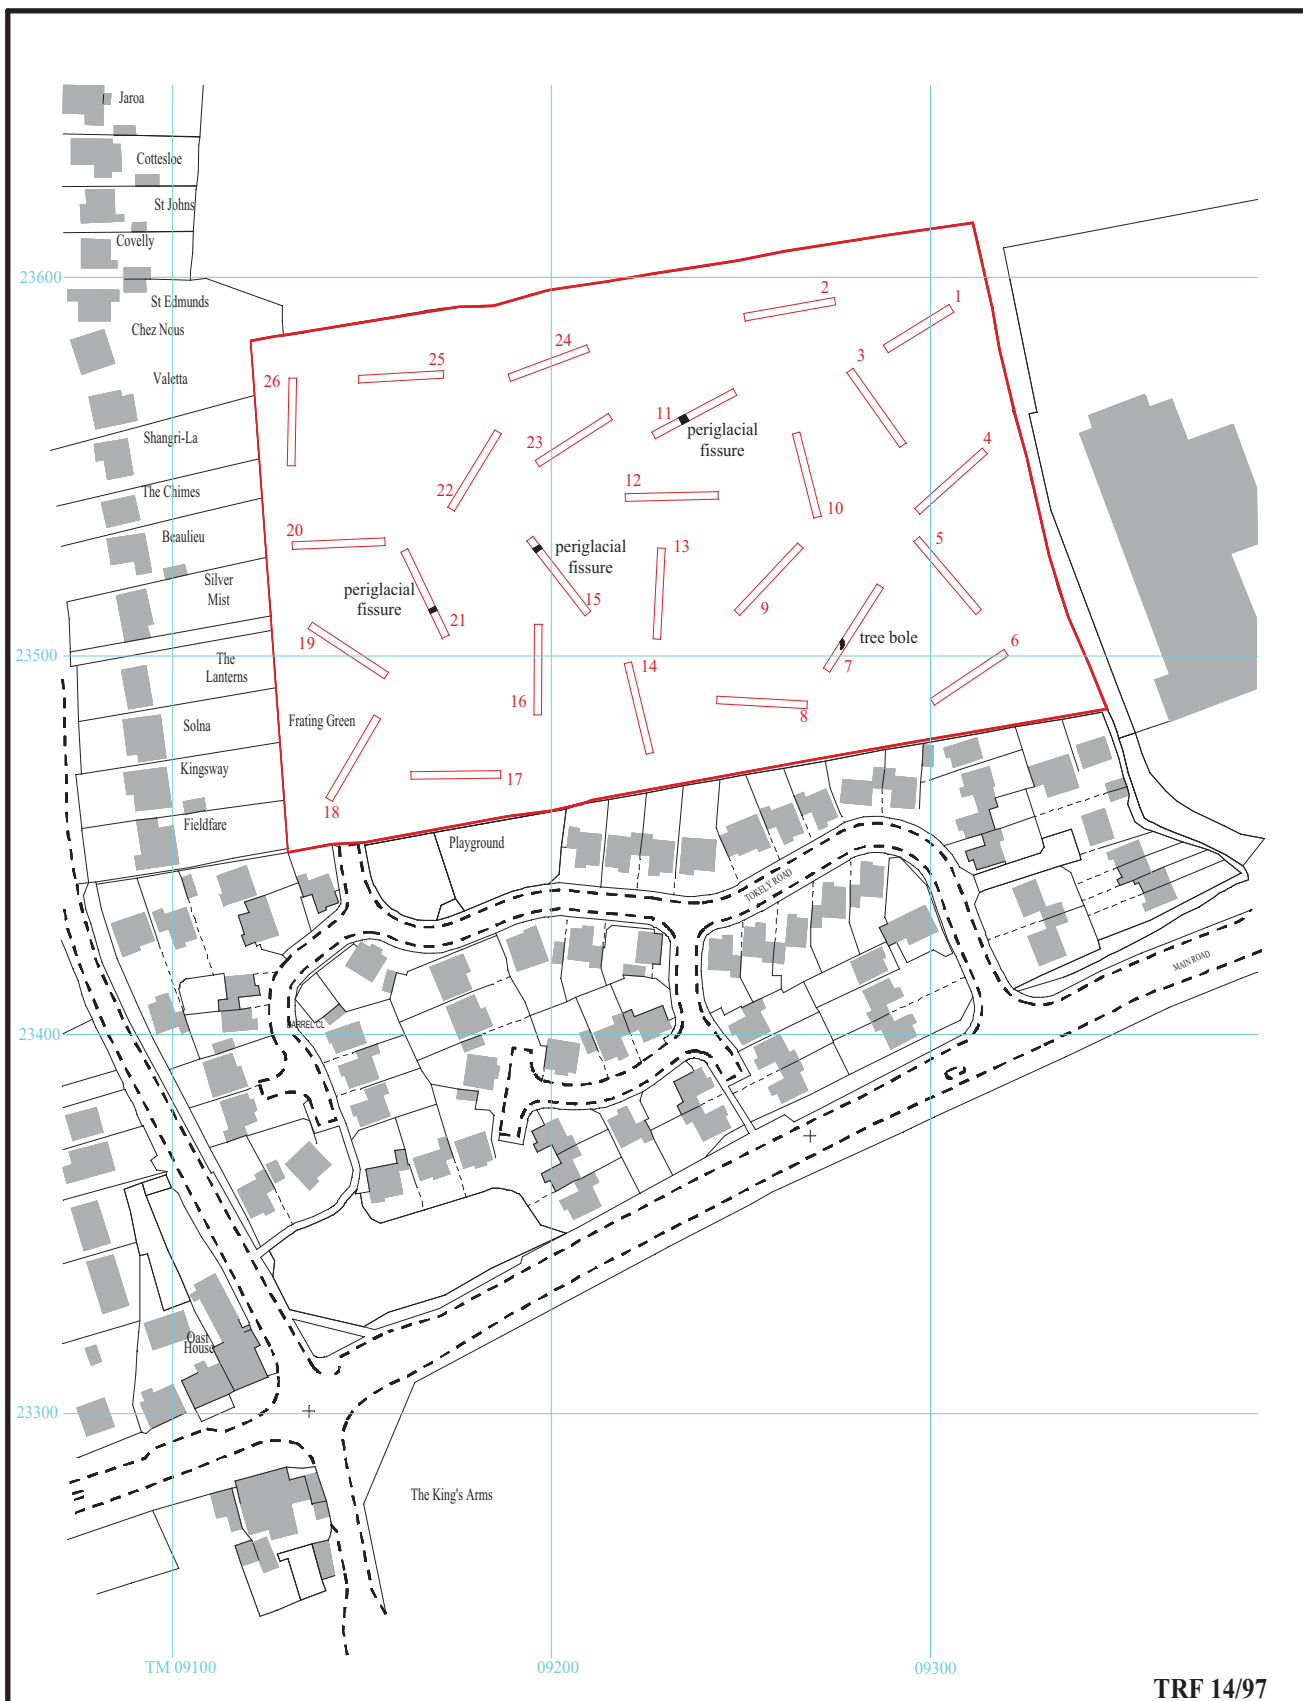 Jaroa
Cottesloe
St Johns
Covelly
23600
St Edmunds
Chez Nous
Valetta
Shangri-La
The Chimes
Beaulieu
Silver
Mist
The
Lanterns
Solna
Kingsway
Fieldfare
2
1
3
24
25
26
11
periglacial
fissure
23
4
22
12
10
20
5
13
periglacial
fissure
periglacial
fissure
15
9
21
tree bole
19
23500
14
7
6
16
8
Frating Green
17
18
Playground
TOKELY ROAD
MAIN ROAD
BARREL CL
23400
Oast
House
23300
The King's Arms
TM 09100
09200
09300
TRF 14/97